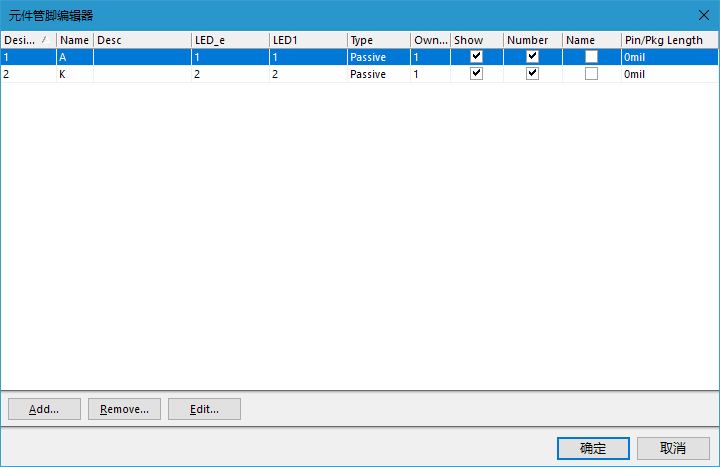 元件管脚编辑器
Desi... Name Desc LED_e LED1 Type Own... Show Number Name Pin/Pkg Length
1 A 1 1 Passive 1 0mil
2 K 2 2 Passive 1 0mil
Add... Remove... Edit...
确定 取消